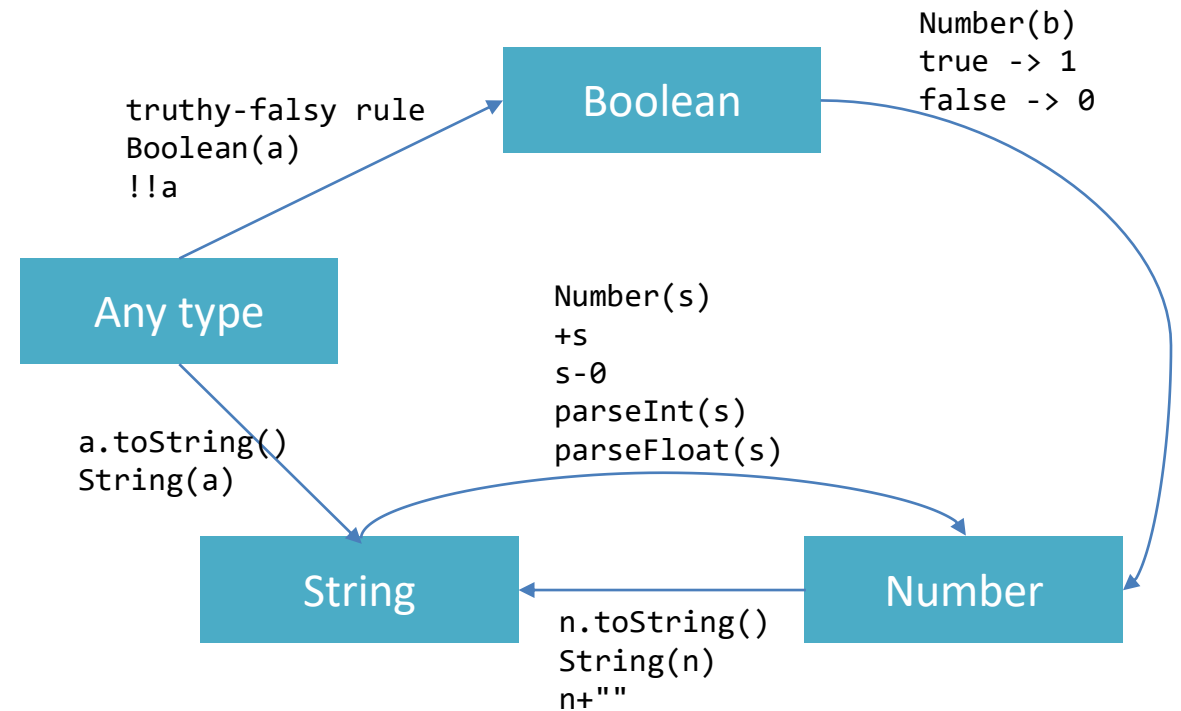 Number(b)
true -> 1
false -> 0
Boolean
truthy-falsy rule
Boolean(a)
!!a
Any type
Number(s)
+s
s-0
parseInt(s)
parseFloat(s)
a.toString()
String(a)
String
Number
n.toString()
String(n)
n+""